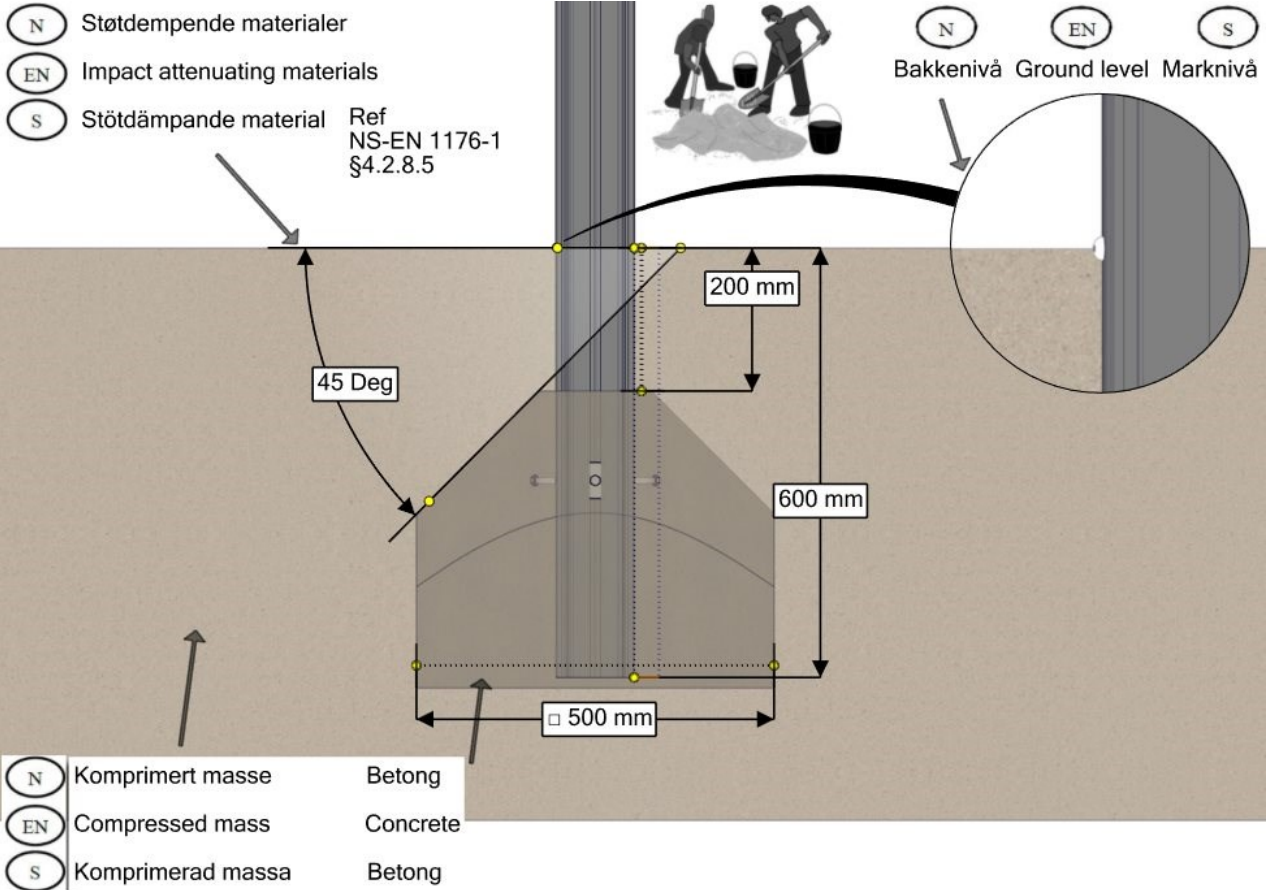 N Støtdempende materialer
EN Impact attenuating materials
S Stötdämpande material
Ref
NS-EN 1176-1
§4.2.8.5
N EN S
Bakkenivå Ground level Marknivå
200 mm
45 Deg
600 mm
□ 500 mm
N Komprimert masse Betong
EN Compressed mass Concrete
S Komprimerad massa Betong